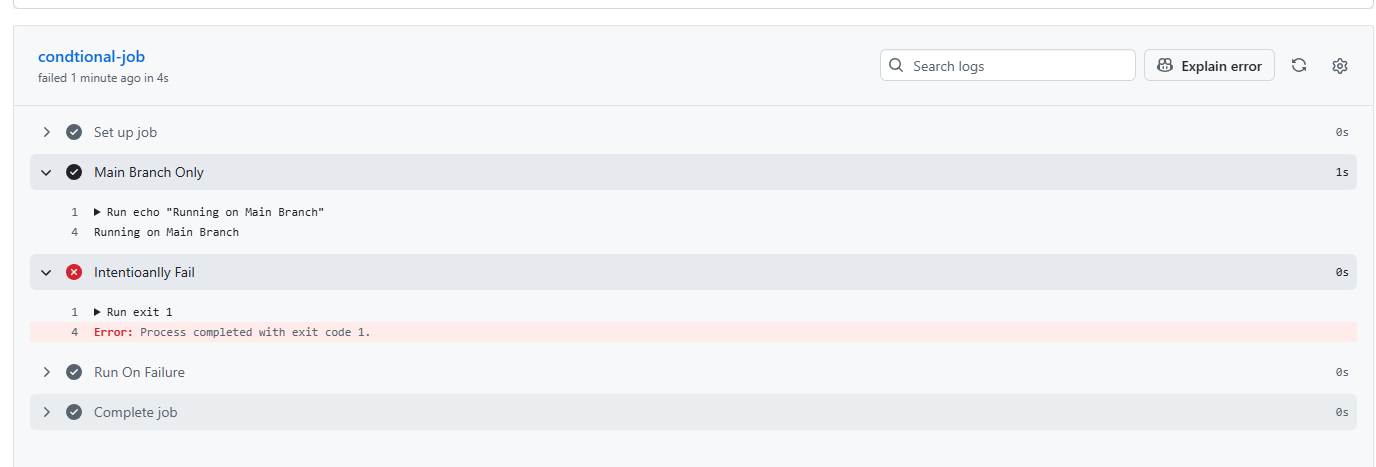 condtional-job
failed 1 minute ago in 4s
Search logs
Explain error
Set up job 0s
Main Branch Only 1s
1 ▶ Run echo "Running on Main Branch"
4 Running on Main Branch
Intentioanlly Fail 0s
1 ▶ Run exit 1
4 Error: Process completed with exit code 1.
Run On Failure 0s
Complete job 0s